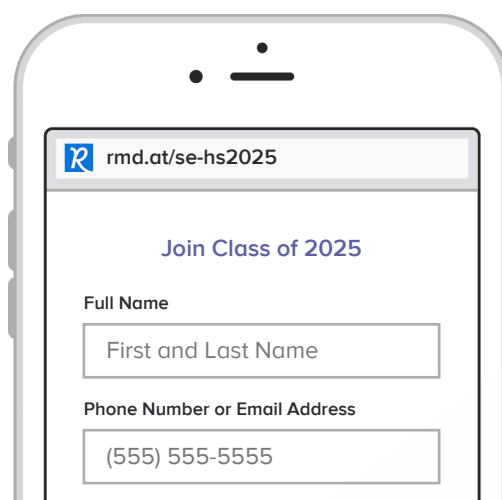 rmd.at/se-hs2025
Join Class of 2025
Full Name
First and Last Name
Phone Number or Email Address
(555) 555-5555